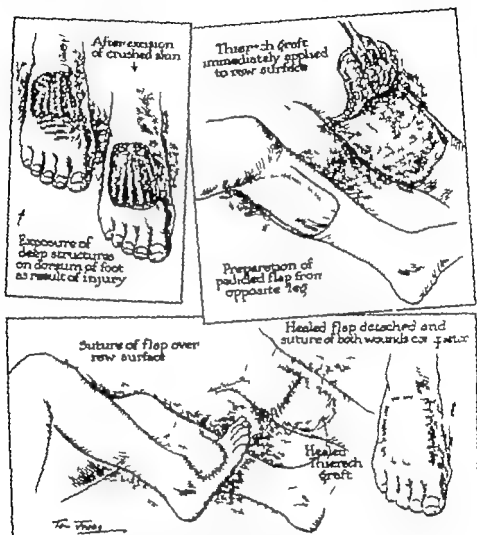 After excision
of crushed skin
Exposure of
deep structures
on dorsum of foot
as result of injury
Thiersch graft
immediately applied
to raw surface
Preparation of
flap from
opposite leg
Suture of flap over
raw surface
Healed flap detached and
suture of both wounds
Healed
Thiersch
graft